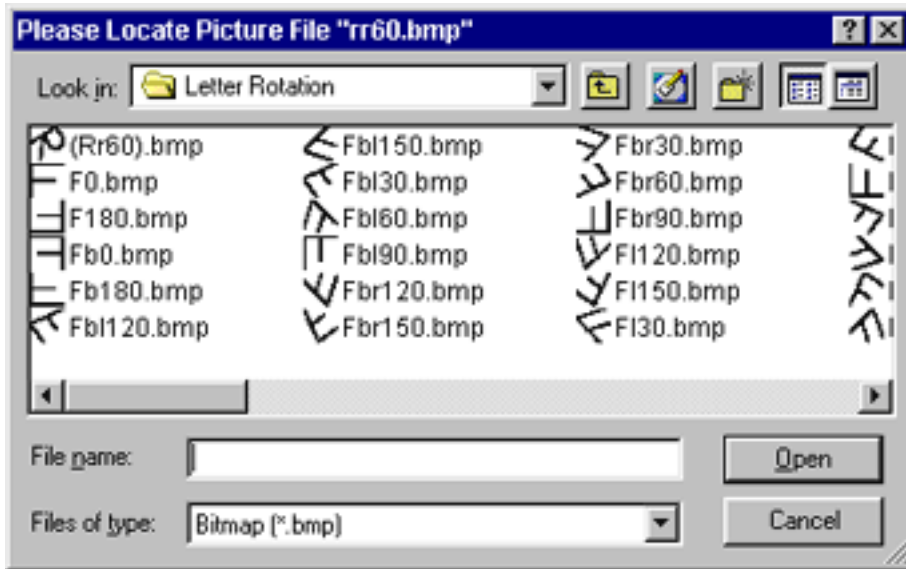 Please Locate Picture File "rr60.bmp"
Look in: Letter Rotation
(Rr60).bmp Fbl150.bmp Fbr30.bmp
F0.bmp Fbl30.bmp Fbr60.bmp
F180.bmp Fbl60.bmp Fbr90.bmp
Fb0.bmp Fbl90.bmp Fl120.bmp
Fb180.bmp Fbr120.bmp Fl150.bmp
Fbl120.bmp Fbr150.bmp Fl30.bmp
File name: Open
Files of type: Bitmap (*.bmp) Cancel